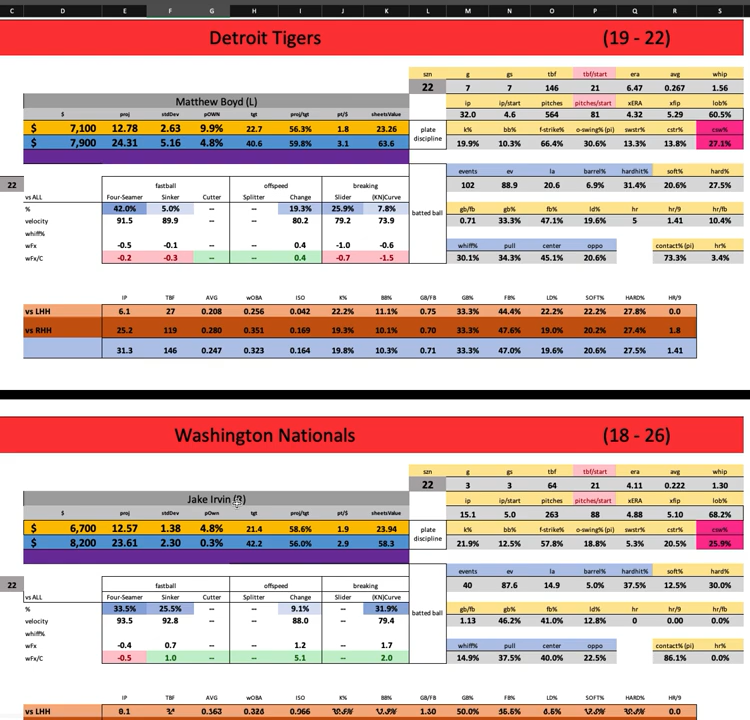 C D E F G H I J K L M N O P Q R S
Detroit Tigers (19 - 22)
szn g gs tbf tbf/start era avg whip
22 7 7 146 21 6.47 0.267 1.56
Matthew Boyd (L) ip ip/start pitches pitches/start xERA xfip lob%
$ proj stdDev pOWN tgt proj/tgt pt/$ sheetsValue 32.0 4.6 564 81 4.32 5.29 60.5%
$ 7,100 12.78 2.63 9.9% 22.7 56.3% 1.8 23.26 plate discipline k% bb% f-strike% o-swing% (pi) swstr% cstr% csw%
$ 7,900 24.31 5.16 4.8% 40.6 59.8% 3.1 63.6 19.9% 10.3% 66.4% 30.6% 13.3% 13.8% 27.1%
events ev la barrel% hardhit% soft% hard%
22 fastball offspeed breaking 102 88.9 20.6 6.9% 31.4% 20.6% 27.5%
vs ALL Four-Seamer Sinker Cutter Splitter Change Slider (KN)Curve
% 42.0% 5.0% -- -- 19.3% 25.9% 7.8% batted ball gb/fb gb% fb% ld% hr hr/9 hr/fb
velocity 91.5 89.9 -- -- 80.2 79.2 73.9 0.71 33.3% 47.1% 19.6% 5 1.41 10.4%
whiff%
wFx -0.5 -0.1 0.4 -1.0 -0.6 whiff% pull center oppo contact% (pi) hr%
wFx/C -0.2 -0.3 -- -- 0.4 -0.7 -1.5 30.1% 34.3% 45.1% 20.6% 73.3% 3.4%
IP TBF AVG wOBA ISO K% BB% GB/FB GB% FB% LD% SOFT% HARD% HR/9
vs LHH 6.1 27 0.208 0.256 0.042 22.2% 11.1% 0.75 33.3% 44.4% 22.2% 22.2% 27.8% 0.0
vs RHH 25.2 119 0.280 0.351 0.169 19.3% 10.1% 0.70 33.3% 47.6% 19.0% 20.2% 27.4% 1.8
31.3 146 0.247 0.323 0.164 19.8% 10.3% 0.71 33.3% 47.0% 19.6% 20.6% 27.5% 1.41
Washington Nationals (18 - 26)
szn g gs tbf tbf/start era avg whip
22 3 3 64 21 4.11 0.222 1.30
Jake Irvin (R) ip ip/start pitches pitches/start xERA xfip lob%
$ proj stdDev pOwn tgt proj/tgt pt/$ sheetsValue 15.1 5.0 263 88 4.88 5.10 68.2%
$ 6,700 12.57 1.38 4.8% 21.4 58.6% 1.9 23.94 plate discipline k% bb% f-strike% o-swing% (pi) swstr% cstr% csw%
$ 8,200 23.61 2.30 0.3% 42.2 56.0% 2.9 58.3 21.9% 12.5% 57.8% 18.8% 5.3% 20.5% 25.9%
events ev la barrel% hardhit% soft% hard%
22 fastball offspeed breaking 40 87.6 14.9 5.0% 37.5% 12.5% 30.0%
vs ALL Four-Seamer Sinker Cutter Splitter Change Slider (KN)Curve
% 33.5% 25.5% -- -- 9.1% -- 31.9% batted ball gb/fb gb% fb% ld% hr hr/9 hr/fb
velocity 93.5 92.8 -- -- 88.0 -- 79.4 1.13 46.2% 41.0% 12.8% 0 0.00 0.0%
whiff%
wFx -0.4 0.7 1.2 1.7 whiff% pull center oppo contact% (pi) hr%
wFx/C -0.5 1.0 -- -- 5.1 -- 2.0 14.9% 37.5% 40.0% 22.5% 86.1% 0.0%
IP TBF AVG wOBA ISO K% BB% GB/FB GB% FB% LD% SOFT% HARD% HR/9
vs LHH 50.0% 0.0